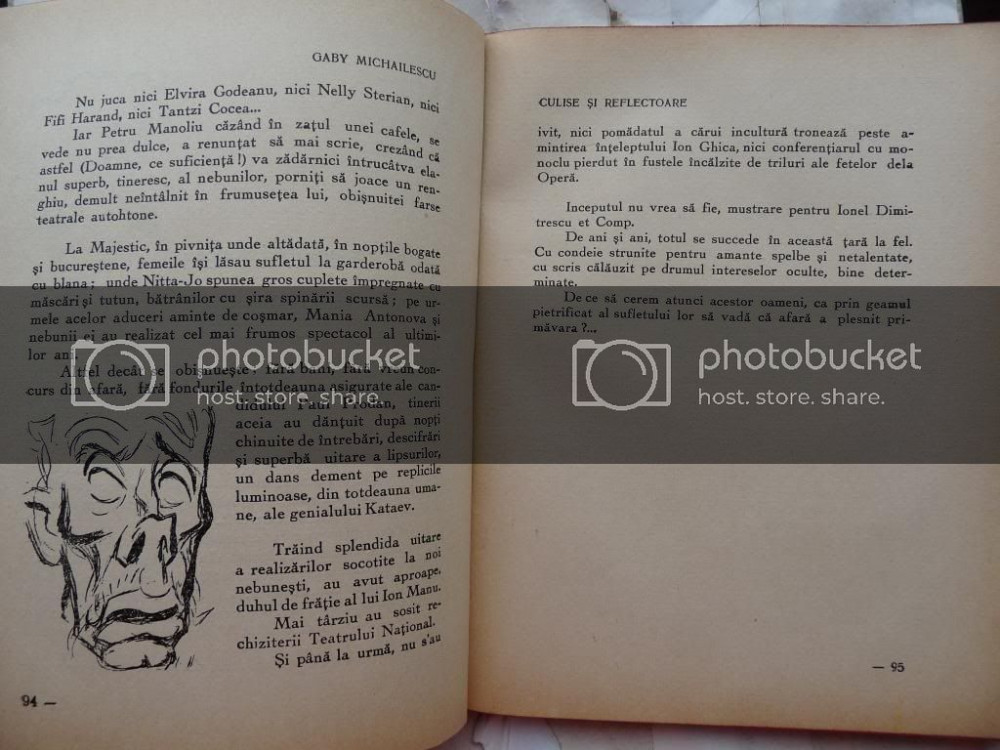 GABY MICHAILESCU
Nu juca nici Elvira Godeanu, nici Nelly Sterian, nici
Fifi Harand, nici Tantzi Cocea...
Iar Petru Manoliu căzând în zațul unei cafele, se
vede nu prea dulce, a renunțat să mai scrie, crezând că
astfel (Doamne, ce suficiență!) va zădărnici întrucâtva ela-
nul superb, tineresc, al nebunilor, porniți să joace un ren-
ghiu, demult neîntâlnit în frumusețea lui, obișnuitei farse
teatrale autohtone.
La Majestic, în pivnița unde altădată, în nopțile bogate
și bucureștene, femeile își lăsau sufletul la garderobă odată
cu blana; unde Nitta-Jo spunea gros cuplete împregnate cu
măscări și tutun, bătrânilor cu șira spinării scursă; pe ur-
mele acelor aduceri aminte de coșmar, Mania Antonova și
nebunii ei au realizat cel mai frumos spectacol al ultimi-
lor ani.
Altfel decât se obișnuește: fără bani, fără vreun con-
curs din afară, fără fondurile întotdeauna asigurate ale can-
didului Paul Prodan, tinerii
aceia au dănțuit după nopți
chinuite de întrebări, descifrări
și superbă uitare a lipsurilor,
un dans dement pe replicile
luminoase, din totdeauna uma-
ne, ale genialului Kataev.
Trăind splendida uitare
a realizărilor socotite la noi
nebunești, au avut aproape,
duhul de frăție al lui Ion Manu.
Mai târziu au sosit re-
chiziterii Teatrului Național.
Și până la urmă, nu s'au
94 —
CULISE ȘI REFLECTOARE
ivit, nici pomădatul a cărui incultură tronează peste a-
mintirea înțeleptului Ion Ghica, nici conferențiarul cu mo-
noclu pierdut în fustele încălzite de triluri ale fetelor dela
Operă.
Inceputul nu vrea să fie, mustrare pentru Ionel Dimi-
trescu et Comp.
De ani și ani, totul se succede în această țară la fel.
Cu condeie strunite pentru amante spelbe și netalentate,
cu scris călăuzit pe drumul intereselor oculte, bine deter-
minate.
De ce să cerem atunci acestor oameni, ca prin geamul
pietrificat al sufletului lor să vadă că afară a plesnit pri-
măvara?...
— 95
photobucket
host. store. share.
photobucket
host. store. share.